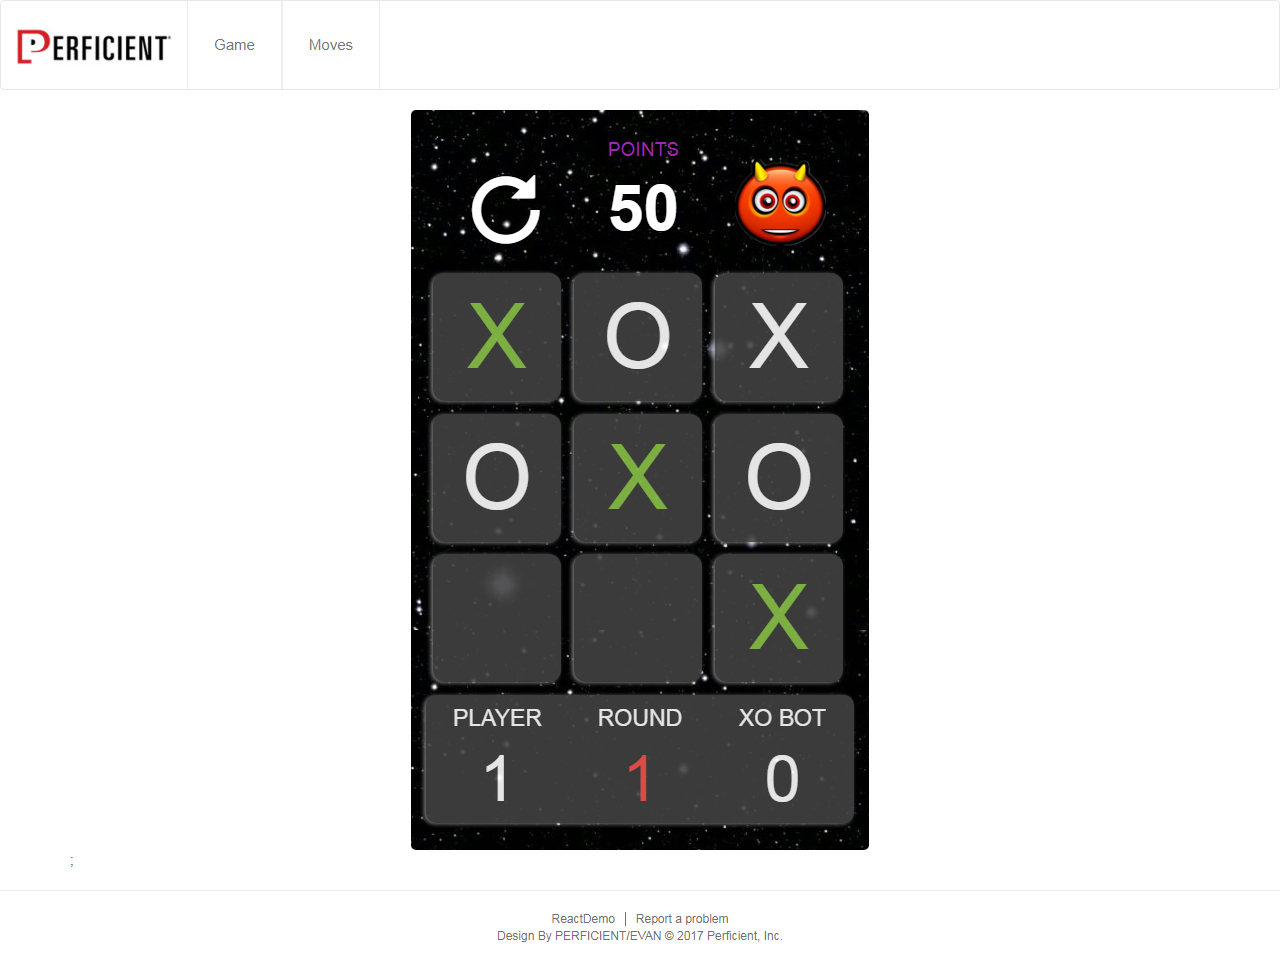 PERFICIENT
Game
Moves
POINTS
50
X O X
O X O
X
PLAYER ROUND XO BOT
1 1 0
;
ReactDemo | Report a problem
Design By PERFICIENT/EVAN © 2017 Perficient, Inc.